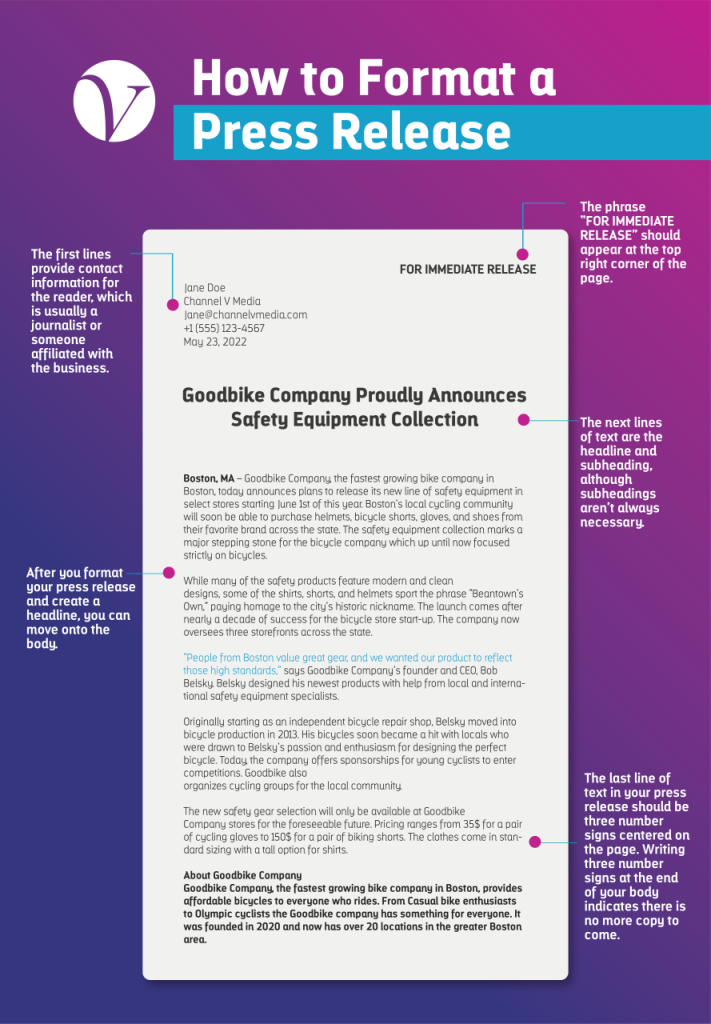 V
How to Format a
Press Release
The phrase
"FOR IMMEDIATE
RELEASE" should
appear at the top
right corner of the
page.
The first lines
provide contact
information for
the reader, which
is usually a
journalist or
someone
affiliated with
the business.
FOR IMMEDIATE RELEASE
Jane Doe
Channel V Media
Jane@channelvmedia.com
+1 (555) 123-4567
May 23, 2022
Goodbike Company Proudly Announces
Safety Equipment Collection
The next lines
of text are the
headline and
subheading,
although
subheadings
aren't always
necessary.
Boston, MA – Goodbike Company, the fastest growing bike company in
Boston, today announces plans to release its new line of safety equipment in
select stores starting June 1st of this year. Boston's local cycling community
will soon be able to purchase helmets, bicycle shorts, gloves, and shoes from
their favorite brand across the state. The safety equipment collection marks a
major stepping stone for the bicycle company which up until now focused
strictly on bicycles.
After you format
your press release
and create a
headline, you can
move onto the
body.
While many of the safety products feature modern and clean
designs, some of the shirts, shorts, and helmets sport the phrase "Beantown's
Own," paying homage to the city's historic nickname. The launch comes after
nearly a decade of success for the bicycle store start-up. The company now
oversees three storefronts across the state.
"People from Boston value great gear, and we wanted our product to reflect
those high standards," says Goodbike Company's founder and CEO, Bob
Belsky. Belsky designed his newest products with help from local and interna-
tional safety equipment specialists.
Originally starting as an independent bicycle repair shop, Belsky moved into
bicycle production in 2013. His bicycles soon became a hit with locals who
were drawn to Belsky's passion and enthusiasm for designing the perfect
bicycle. Today, the company offers sponsorships for young cyclists to enter
competitions. Goodbike also
organizes cycling groups for the local community.
The new safety gear selection will only be available at Goodbike
Company stores for the foreseeable future. Pricing ranges from 35$ for a pair
of cycling gloves to 150$ for a pair of biking shorts. The clothes come in stan-
dard sizing with a tall option for shirts.
The last line of
text in your press
release should be
three number
signs centered on
the page. Writing
three number
signs at the end
of your body
indicates there is
no more copy to
come.
About Goodbike Company
Goodbike Company, the fastest growing bike company in Boston, provides
affordable bicycles to everyone who rides. From Casual bike enthusiasts
to Olympic cyclists the Goodbike company has something for everyone. It
was founded in 2020 and now has over 20 locations in the greater Boston
area.